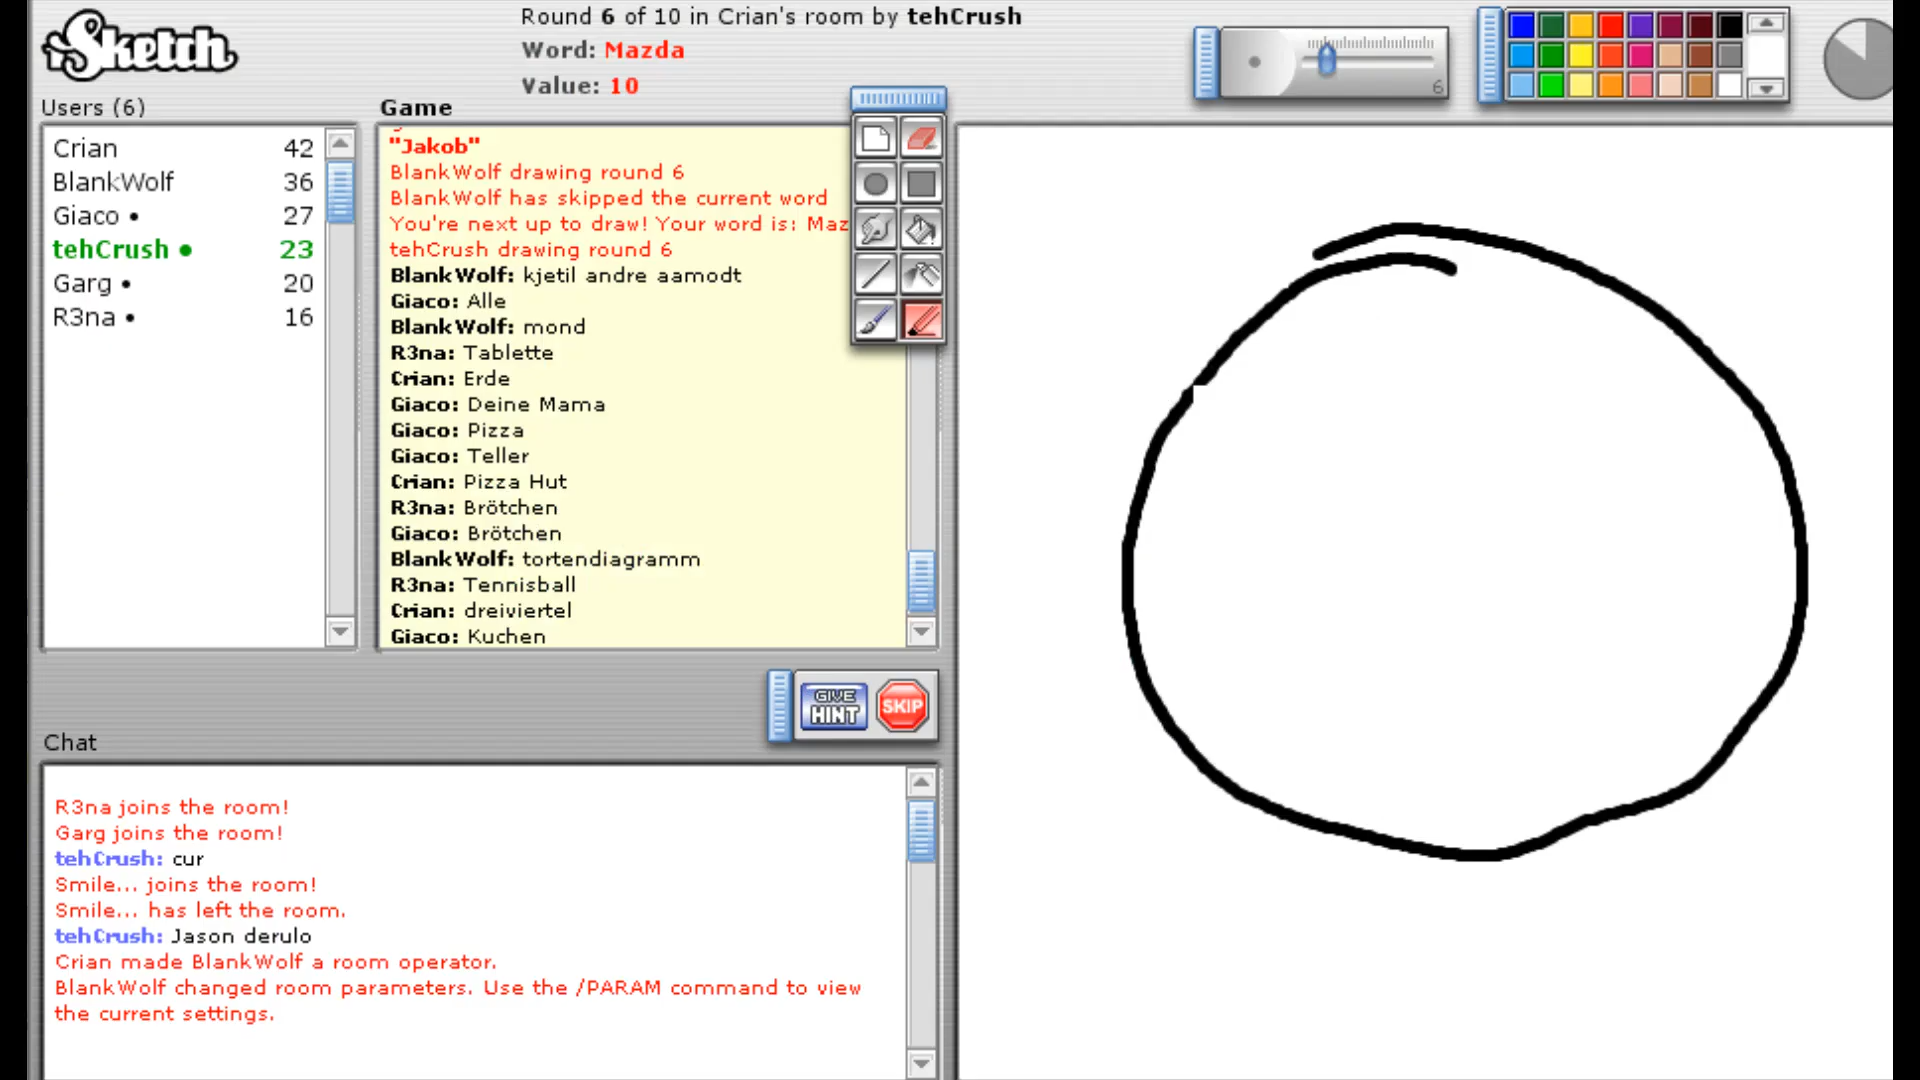 iSketch
Round 6 of 10 in Crian's room by tehCrush
Word: Mazda
Value: 10
6
Users (6)
Crian 42
BlankWolf 36
Giaco • 27
tehCrush • 23
Garg • 20
R3na • 16
Game
"Jakob"
BlankWolf drawing round 6
BlankWolf has skipped the current word
You're next up to draw! Your word is: Maz
tehCrush drawing round 6
BlankWolf: kjetil andre aamodt
Giaco: Alle
BlankWolf: mond
R3na: Tablette
Crian: Erde
Giaco: Deine Mama
Giaco: Pizza
Giaco: Teller
Crian: Pizza Hut
R3na: Brötchen
Giaco: Brötchen
BlankWolf: tortendiagramm
R3na: Tennisball
Crian: dreiviertel
Giaco: Kuchen
GIVE
HINT
SKIP
Chat
R3na joins the room!
Garg joins the room!
tehCrush: cur
Smile... joins the room!
Smile... has left the room.
tehCrush: Jason derulo
Crian made BlankWolf a room operator.
BlankWolf changed room parameters. Use the /PARAM command to view
the current settings.